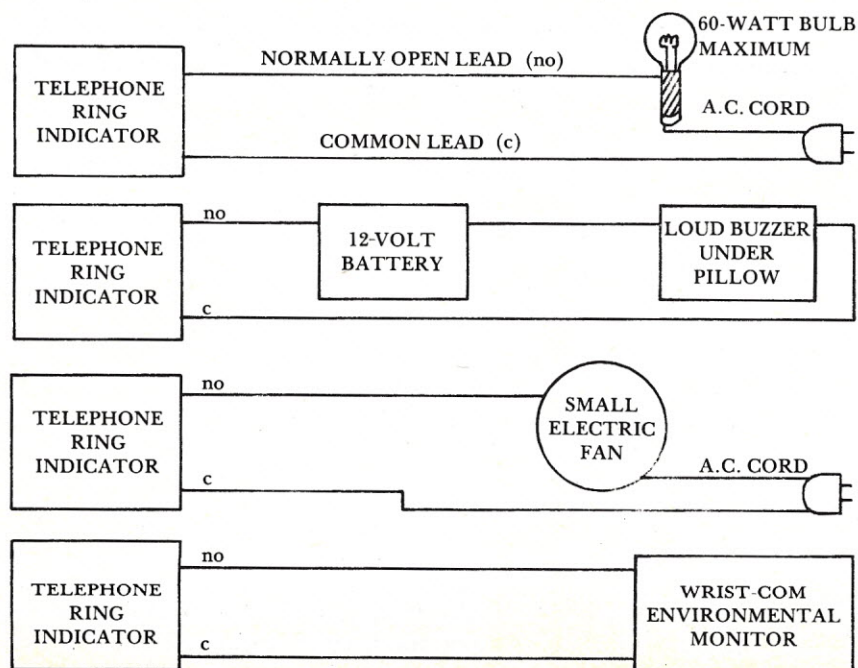 60-WATT BULB
MAXIMUM
NORMALLY OPEN LEAD (no)
TELEPHONE
RING
INDICATOR
A.C. CORD
COMMON LEAD (c)
no
TELEPHONE
RING
INDICATOR
12-VOLT
BATTERY
LOUD BUZZER
UNDER
PILLOW
c
no
TELEPHONE
RING
INDICATOR
SMALL
ELECTRIC
FAN
A.C. CORD
c
no
TELEPHONE
RING
INDICATOR
WRIST-COM
ENVIRONMENTAL
MONITOR
c